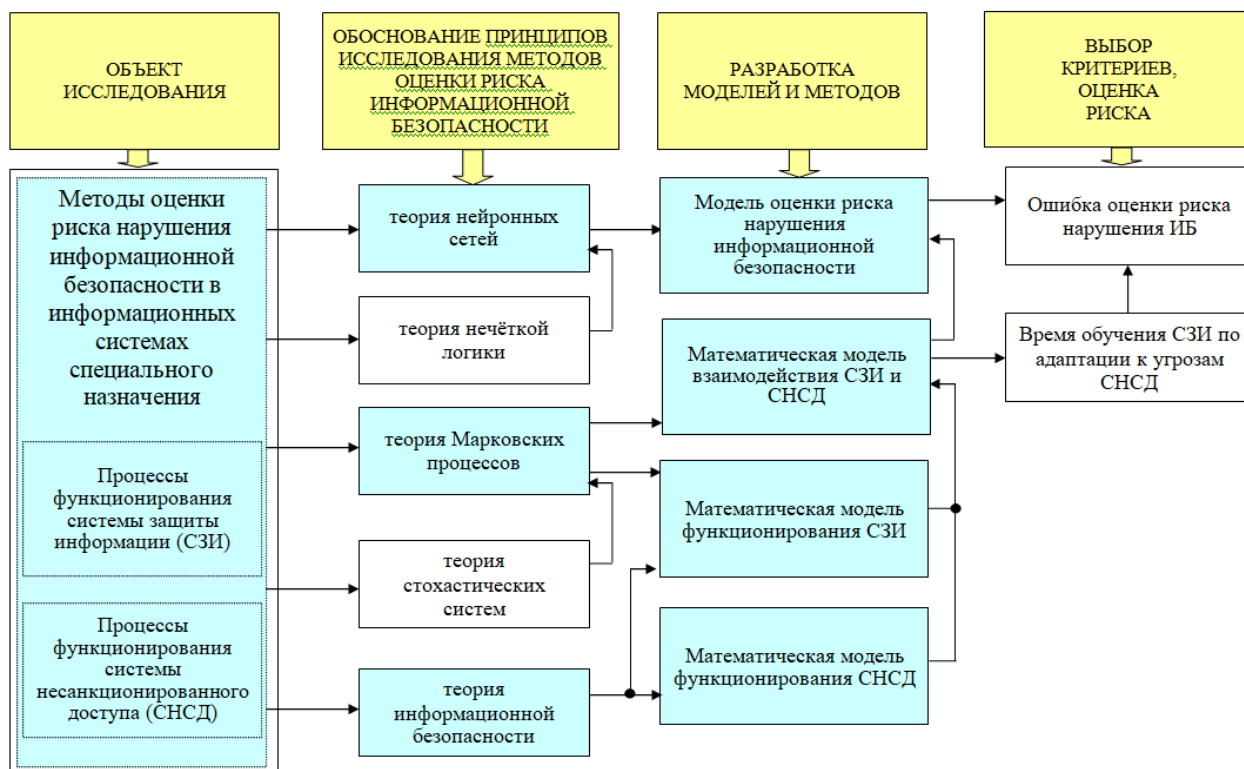 ОБЪЕКТ
ИССЛЕДОВАНИЯ
ОБОСНОВАНИЕ ПРИНЦИПОВ
ИССЛЕДОВАНИЯ МЕТОДОВ
ОЦЕНКИ РИСКА
ИНФОРМАЦИОННОЙ
БЕЗОПАСНОСТИ
РАЗРАБОТКА
МОДЕЛЕЙ И МЕТОДОВ
ВЫБОР
КРИТЕРИЕВ,
ОЦЕНКА
РИСКА
Методы оценки
риска нарушения
информационной
безопасности в
информационных
системах
специального
назначения
Процессы
функционирования
системы защиты
информации (СЗИ)
Процессы
функционирования
системы
несанкционированного
доступа (СНСД)
теория нейронных
сетей
теория нечёткой
логики
теория Марковских
процессов
теория
стохастических
систем
теория
информационной
безопасности
Модель оценки риска
нарушения
информационной
безопасности
Математическая модель
взаимодействия СЗИ и
СНСД
Математическая модель
функционирования СЗИ
Математическая модель
функционирования СНСД
Ошибка оценки риска
нарушения ИБ
Время обучения СЗИ по
адаптации к угрозам
СНСД